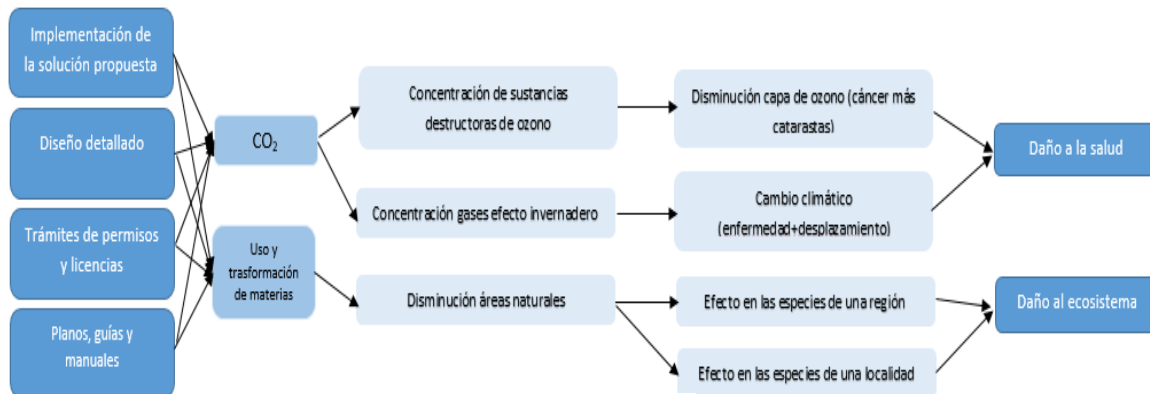 Implementación de
la solución propuesta
Diseño detallado
Trámites de permisos
y licencias
Planos, guías y
manuales
CO₂
Uso y
trasformación
de materias
Concentración de sustancias
destructoras de ozono
Concentración gases efecto invernadero
Disminución áreas naturales
Disminución capa de ozono (cáncer más
catarastas)
Cambio climático
(enfermedad+desplazamiento)
Efecto en las especies de una región
Efecto en las especies de una localidad
Daño a la salud
Daño al ecosistema